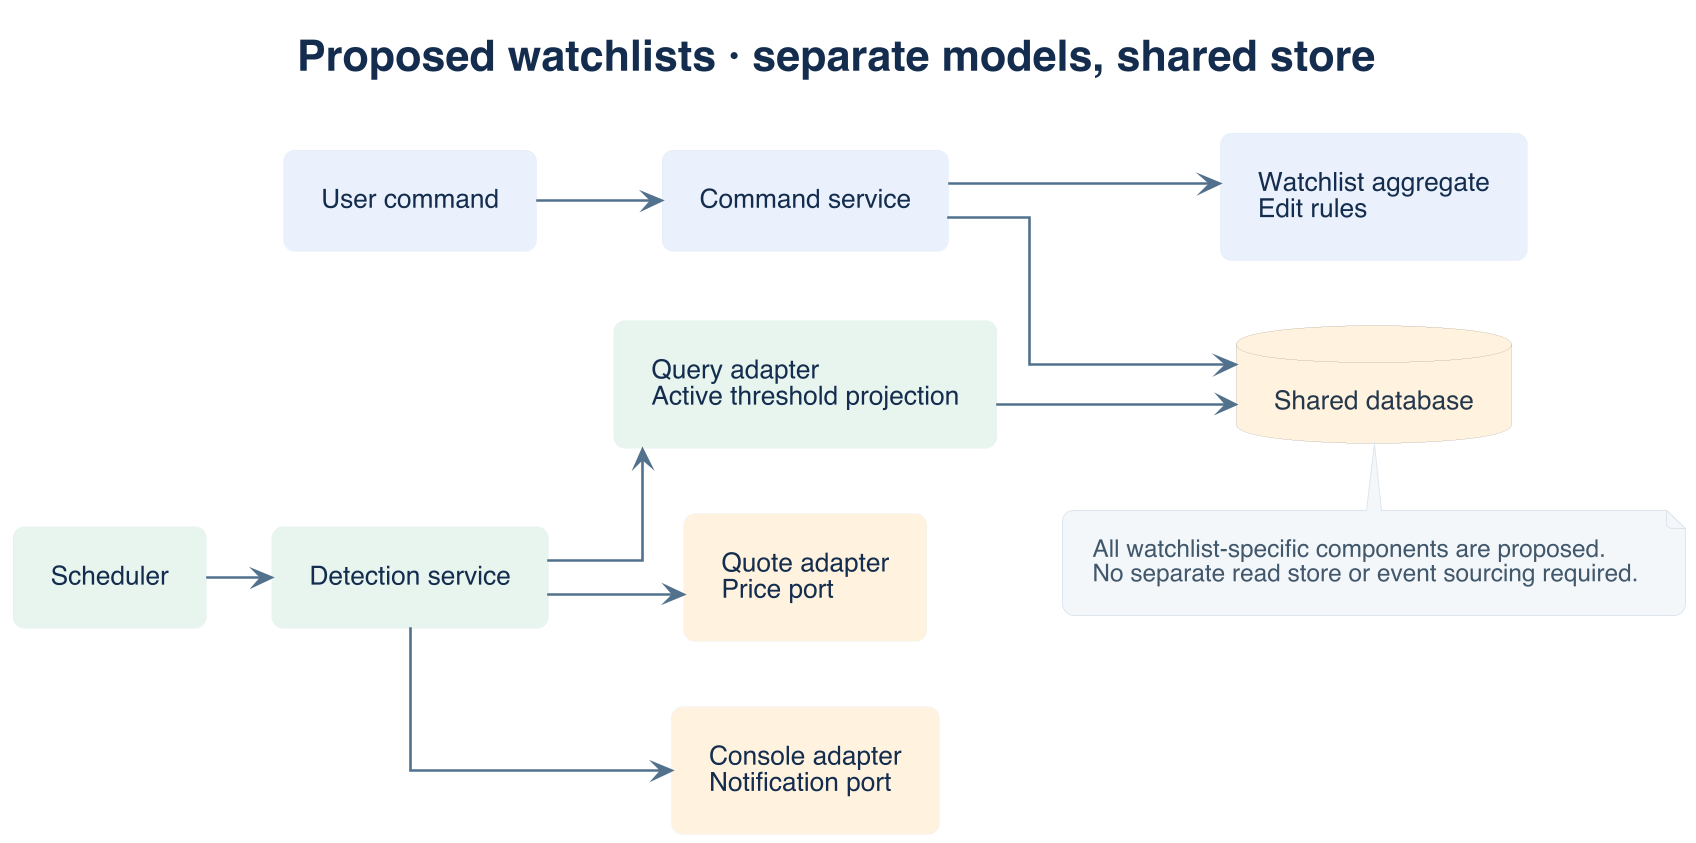 Proposed watchlists · separate models, shared store
User command
Command service
Watchlist aggregate
Edit rules
Query adapter
Active threshold projection
Shared database
Scheduler
Detection service
Quote adapter
Price port
All watchlist-specific components are proposed.
No separate read store or event sourcing required.
Console adapter
Notification port